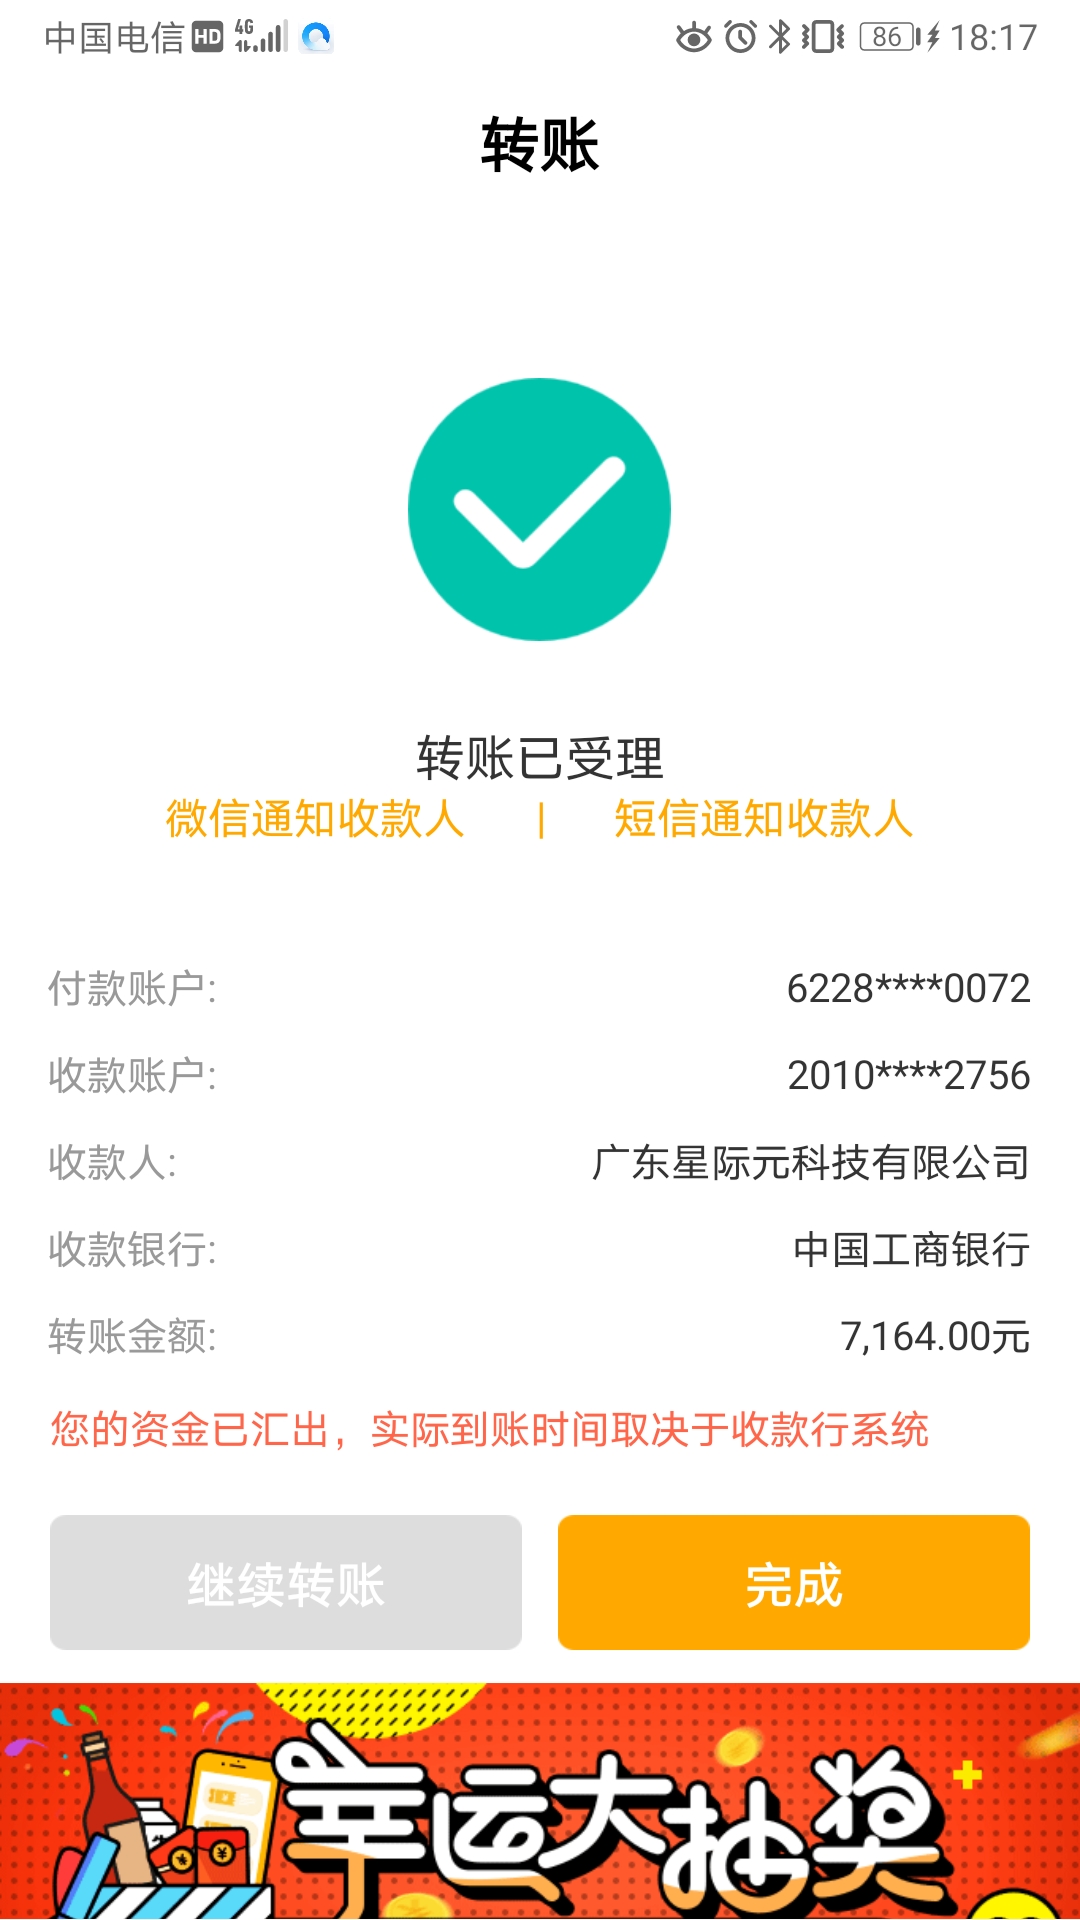 中国电信 HD 4G 86 18:17
转账
转账已受理
微信通知收款人 | 短信通知收款人
付款账户: 6228****0072
收款账户: 2010****2756
收款人: 广东星际元科技有限公司
收款银行: 中国工商银行
转账金额: 7,164.00元
您的资金已汇出，实际到账时间取决于收款行系统
继续转账 完成
幸运大抽奖